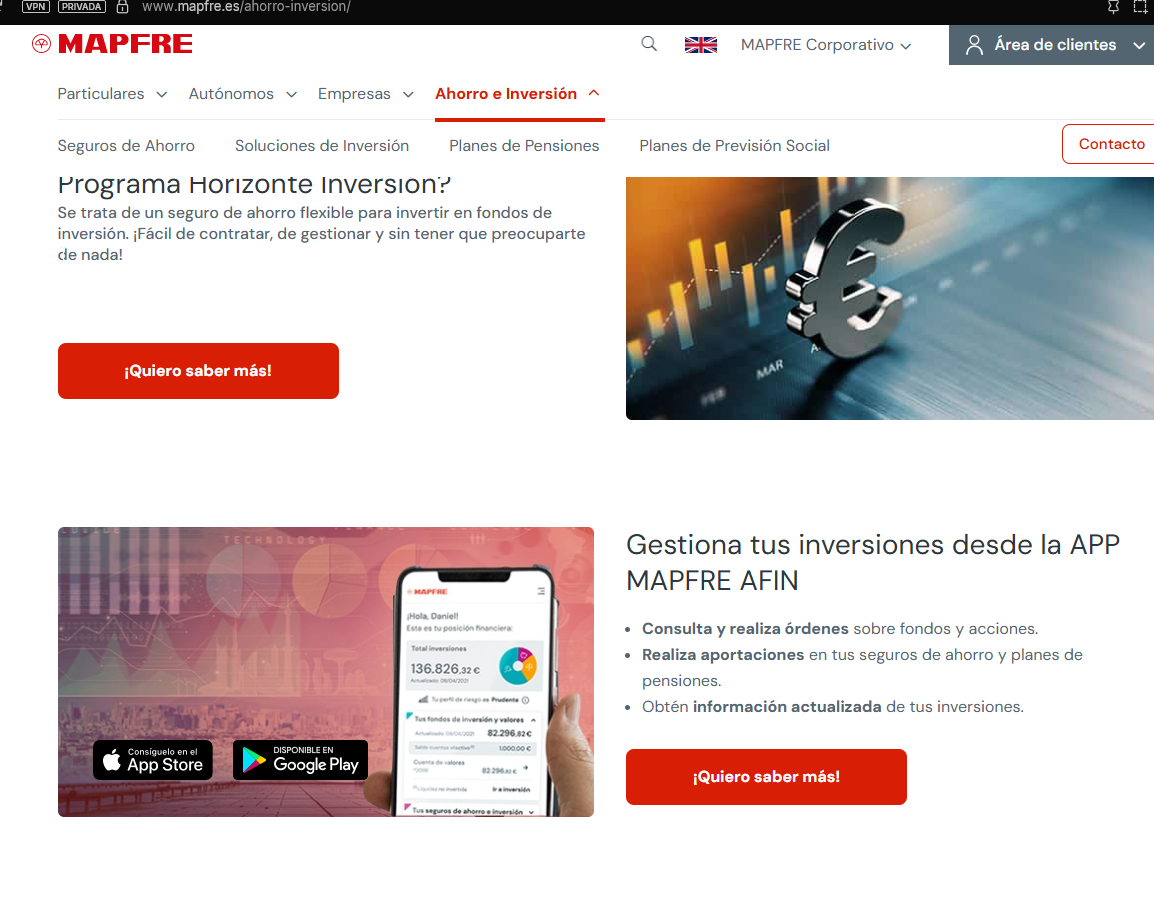 VPN PRIVADA www.mapfre.es/ahorro-inversion/
MAPFRE
MAPFRE Corporativo
Área de clientes
Particulares
Autónomos
Empresas
Ahorro e Inversión
Seguros de Ahorro
Soluciones de Inversión
Planes de Pensiones
Planes de Previsión Social
Contacto
Programa Horizonte Inversión?
Se trata de un seguro de ahorro flexible para invertir en fondos de
inversión. ¡Fácil de contratar, de gestionar y sin tener que preocuparte
de nada!
¡Quiero saber más!
FEB
MAR
TECHNOLOGY
MAPFRE
¡Hola, Daniel!
Esta es tu posición financiera:
Total inversiones
136.826,32 €
Actualizado: 08/04/2021
Tu perfil de riesgo es Prudente
Tus fondos de inversión y valores
Actualizado: 08/04/2021
82.296,82 €
Saldo cuentas efectivo
1.000,00 €
Cuenta de valores
82.296,82 €
Ir a inversión
Tus seguros de ahorro e inversión
Consíguelo en el
App Store
DISPONIBLE EN
Google Play
Gestiona tus inversiones desde la APP
MAPFRE AFIN
Consulta y realiza órdenes sobre fondos y acciones.
Realiza aportaciones en tus seguros de ahorro y planes de
pensiones.
Obtén información actualizada de tus inversiones.
¡Quiero saber más!